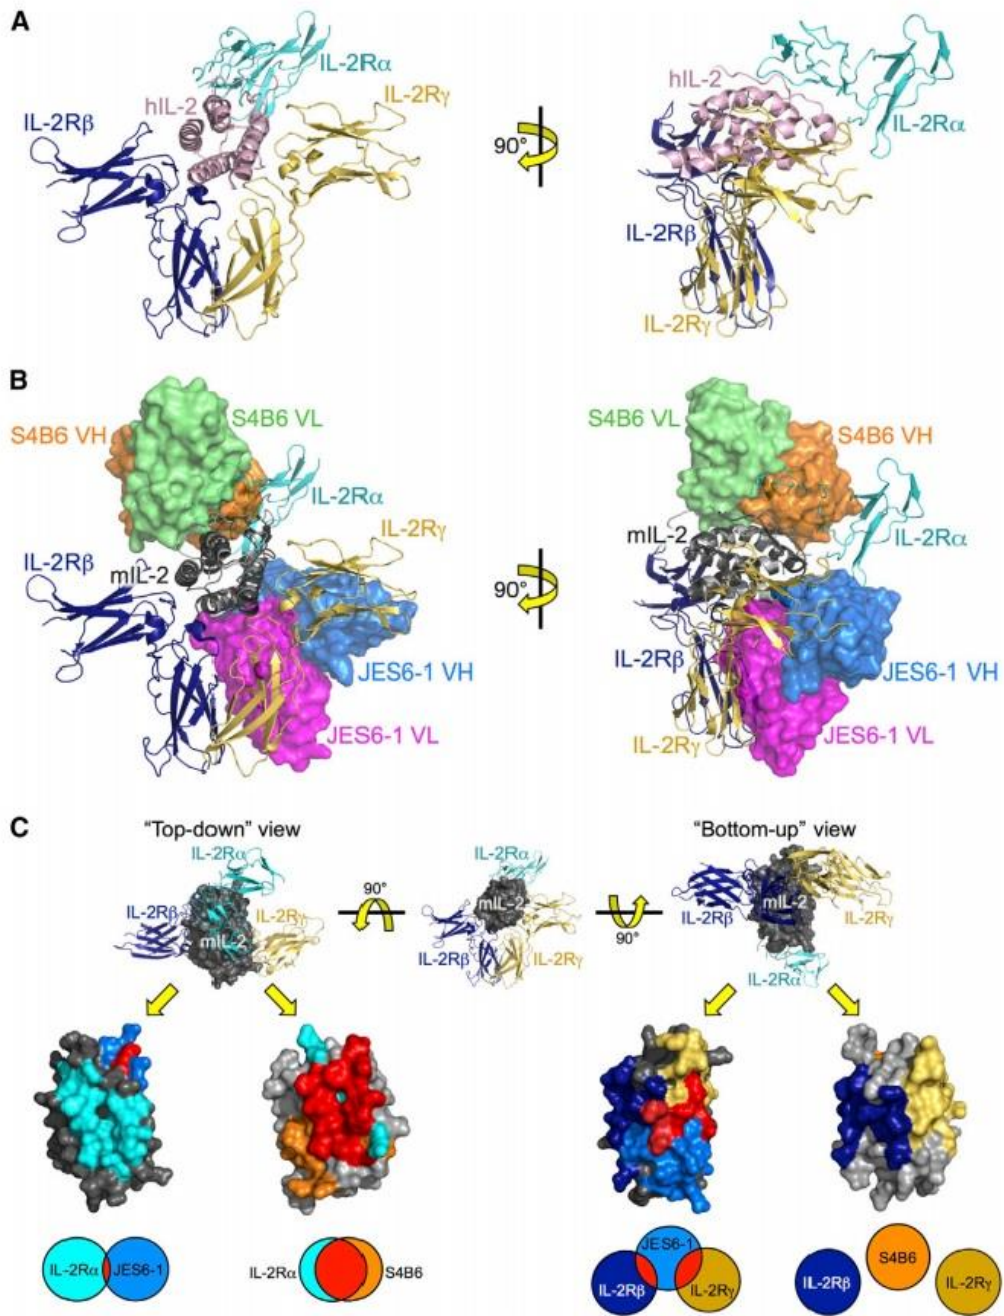 A
IL-2Rα
hIL-2
IL-2Rγ
IL-2Rβ
90°
hIL-2
IL-2Rα
IL-2Rβ
IL-2Rγ
B
S4B6 VH
S4B6 VL
IL-2Rα
IL-2Rγ
IL-2Rβ
mIL-2
JES6-1 VH
JES6-1 VL
90°
S4B6 VL
S4B6 VH
mIL-2
IL-2Rα
IL-2Rβ
JES6-1 VH
IL-2Rγ
JES6-1 VL
C
"Top-down" view
IL-2Rα
IL-2Rβ
mIL-2
IL-2Rγ
90°
IL-2Rα
mIL-2
IL-2Rβ
IL-2Rγ
90°
"Bottom-up" view
IL-2Rβ
mIL-2
IL-2Rγ
IL-2Rα
IL-2Rα
JES6-1
IL-2Rα
S4B6
JES6-1
IL-2Rβ
IL-2Rγ
IL-2Rβ
S4B6
IL-2Rγ